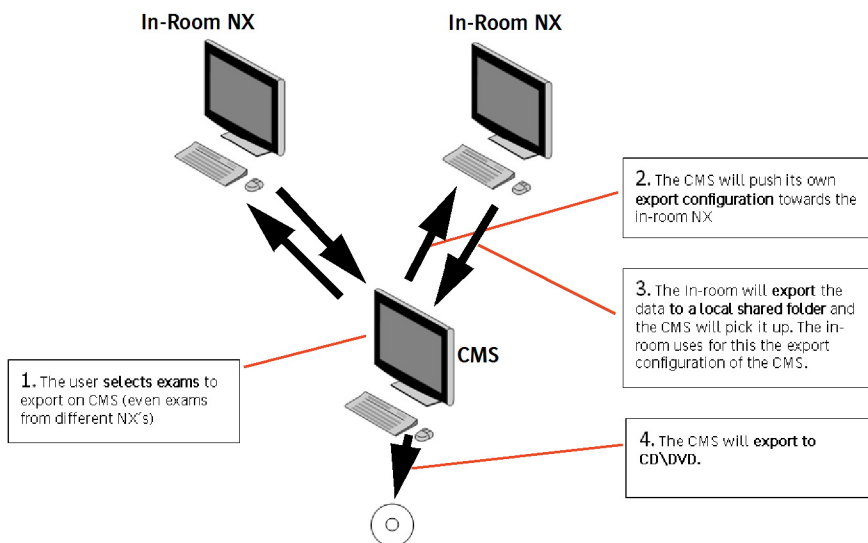 In-Room NX
In-Room NX
2. The CMS will push its own
export configuration towards the
in-room NX
3. The In-room will export the
data to a local shared folder and
the CMS will pick it up. The in-
room uses for this the export
configuration of the CMS.
CMS
1. The user selects exams to
export on CMS (even exams
from different NX's)
4. The CMS will export to
CD\DVD.